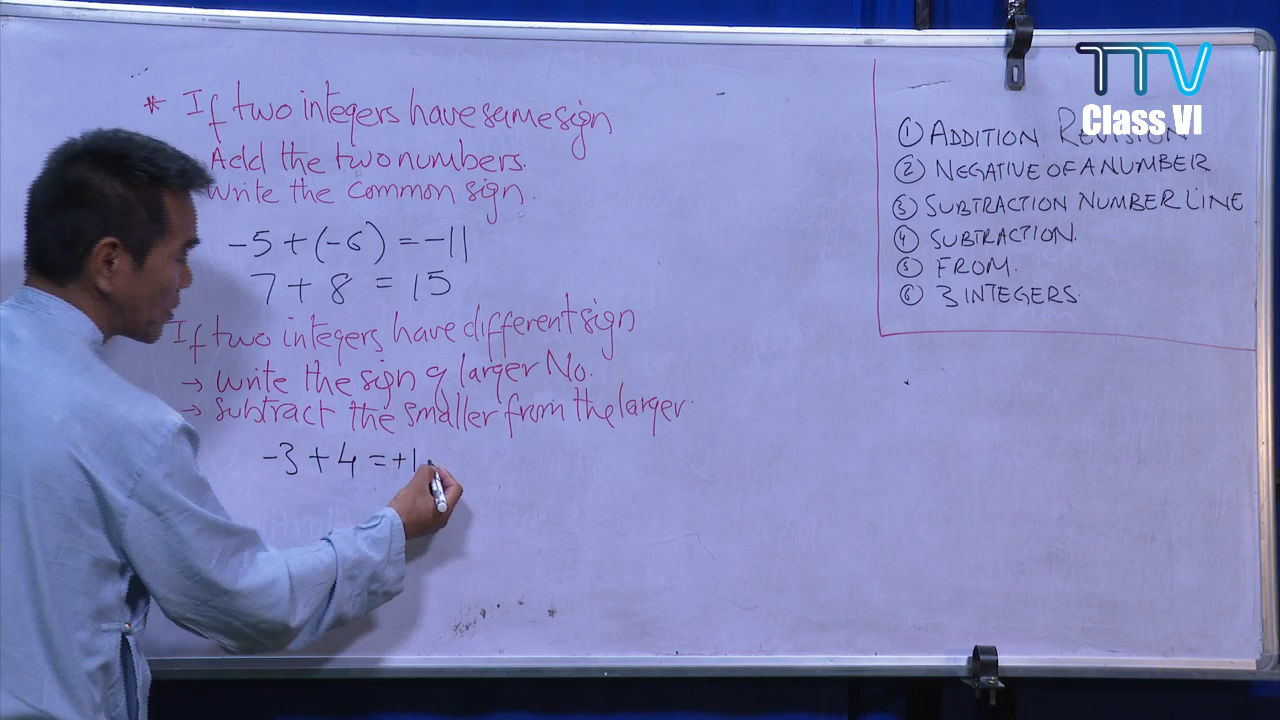 * If two integers have same sign
Add the two numbers.
Write the common sign.
-5 + (-6) = -11
7 + 8 = 15
If two integers have different sign
→ write the sign of larger No.
→ subtract the smaller from the larger.
-3 + 4 = +1
TTV
Class VI
① ADDITION REVISION
② NEGATIVE OF A NUMBER
③ SUBTRACTION NUMBER LINE
④ SUBTRACTION.
⑤ FROM.
⑥ 3 INTEGERS